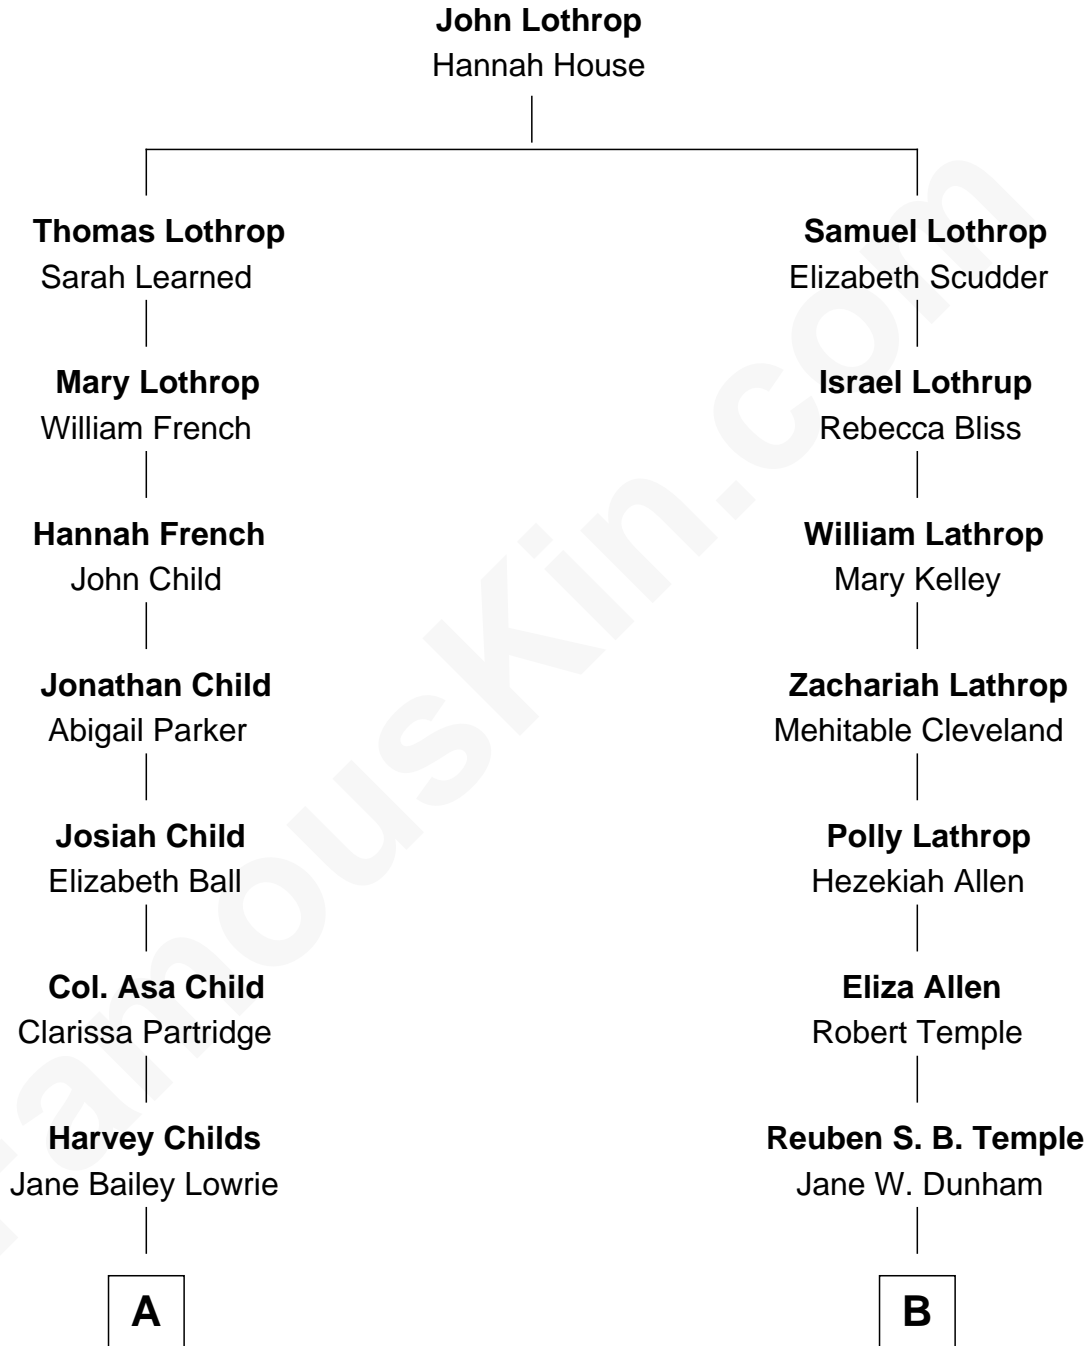 John Lothrop
Hannah House
Thomas Lothrop
Sarah Learned
Samuel Lothrop
Elizabeth Scudder
Mary Lothrop
William French
Israel Lothrup
Rebecca Bliss
Hannah French
John Child
William Lathrop
Mary Kelley
Jonathan Child
Abigail Parker
Zachariah Lathrop
Mehitable Cleveland
Josiah Child
Elizabeth Ball
Polly Lathrop
Hezekiah Allen
Col. Asa Child
Clarissa Partridge
Eliza Allen
Robert Temple
Harvey Childs
Jane Bailey Lowrie
Reuben S. B. Temple
Jane W. Dunham
A
B
FamousKin.com